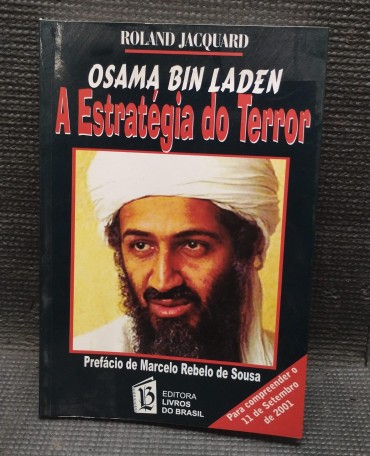 ROLAND JACQUARD
OSAMA BIN LADEN
A Estratégia do Terror
Prefácio de Marcelo Rebelo de Sousa
B
EDITORA
LIVROS
DO BRASIL
Para compreender o
11 de Setembro
de 2001